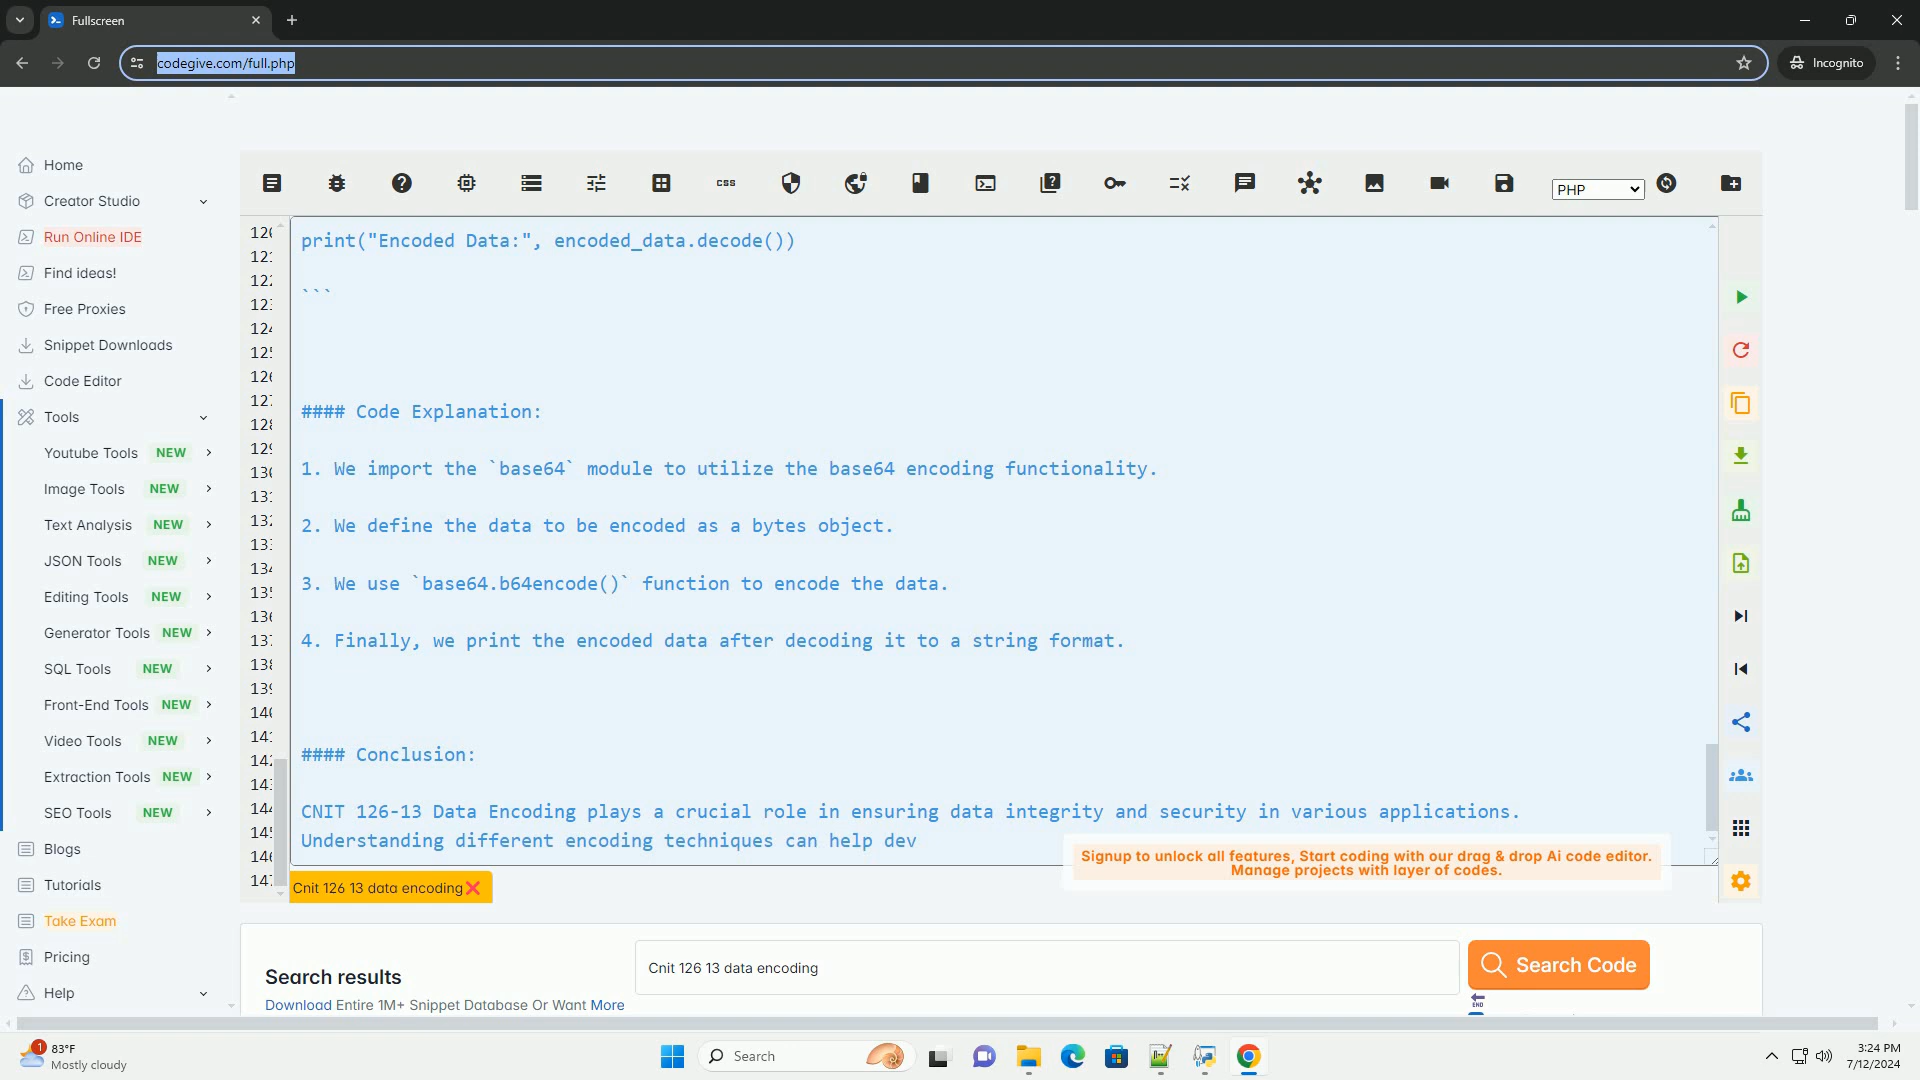 Fullscreen
codegive.com/full.php
Incognito
Home
Creator Studio
Run Online IDE
Find ideas!
Free Proxies
Snippet Downloads
Code Editor
Tools
Youtube Tools NEW
Image Tools NEW
Text Analysis NEW
JSON Tools NEW
Editing Tools NEW
Generator Tools NEW
SQL Tools NEW
Front-End Tools NEW
Video Tools NEW
Extraction Tools NEW
SEO Tools NEW
Blogs
Tutorials
Take Exam
Pricing
Help
css
PHP
print("Encoded Data:", encoded_data.decode())
```
#### Code Explanation:
1. We import the `base64` module to utilize the base64 encoding functionality.
2. We define the data to be encoded as a bytes object.
3. We use `base64.b64encode()` function to encode the data.
4. Finally, we print the encoded data after decoding it to a string format.
#### Conclusion:
CNIT 126-13 Data Encoding plays a crucial role in ensuring data integrity and security in various applications.
Understanding different encoding techniques can help dev
Signup to unlock all features, Start coding with our drag & drop Ai code editor.
Manage projects with layer of codes.
Cnit 126 13 data encoding
Search results
Download Entire 1M+ Snippet Database Or Want More
Cnit 126 13 data encoding
Search Code
END
1
83°F
Mostly cloudy
Search
3:24 PM
7/12/2024